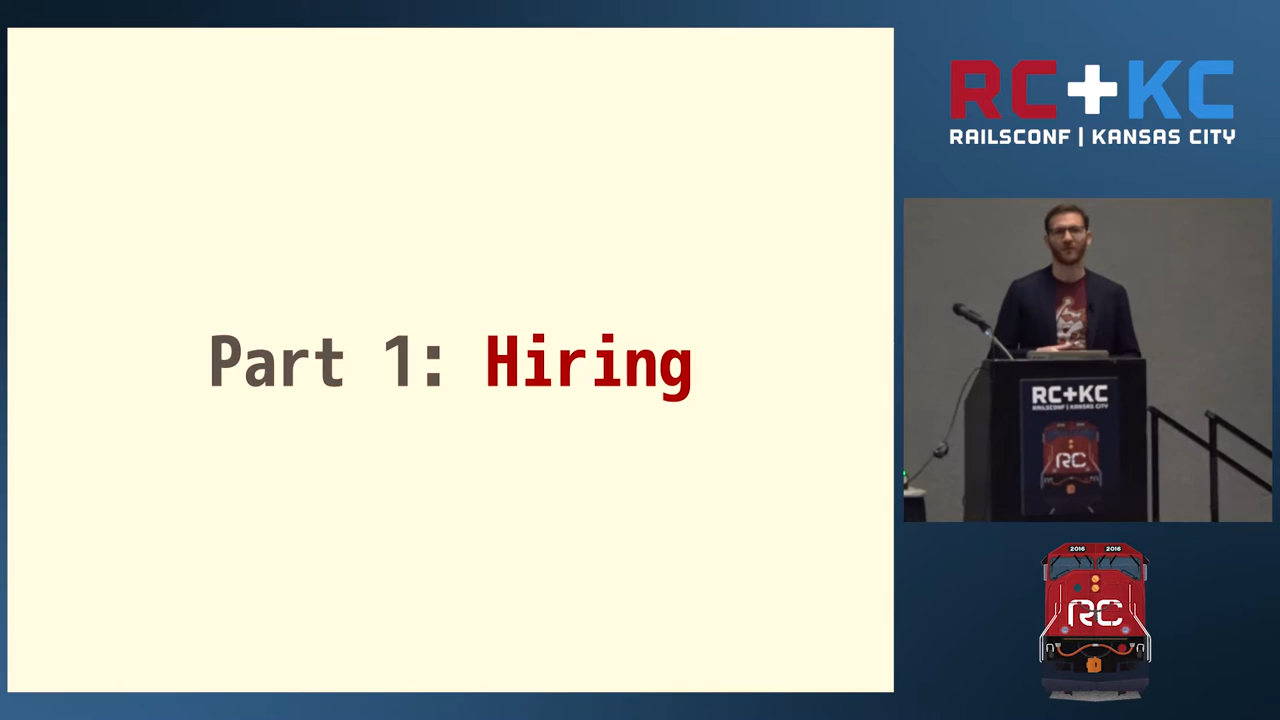 Part 1: Hiring
RC+KC
RAILSCONF | KANSAS CITY
RC+KC
RAILSCONF | KANSAS CITY
RC
2016 2016
RC